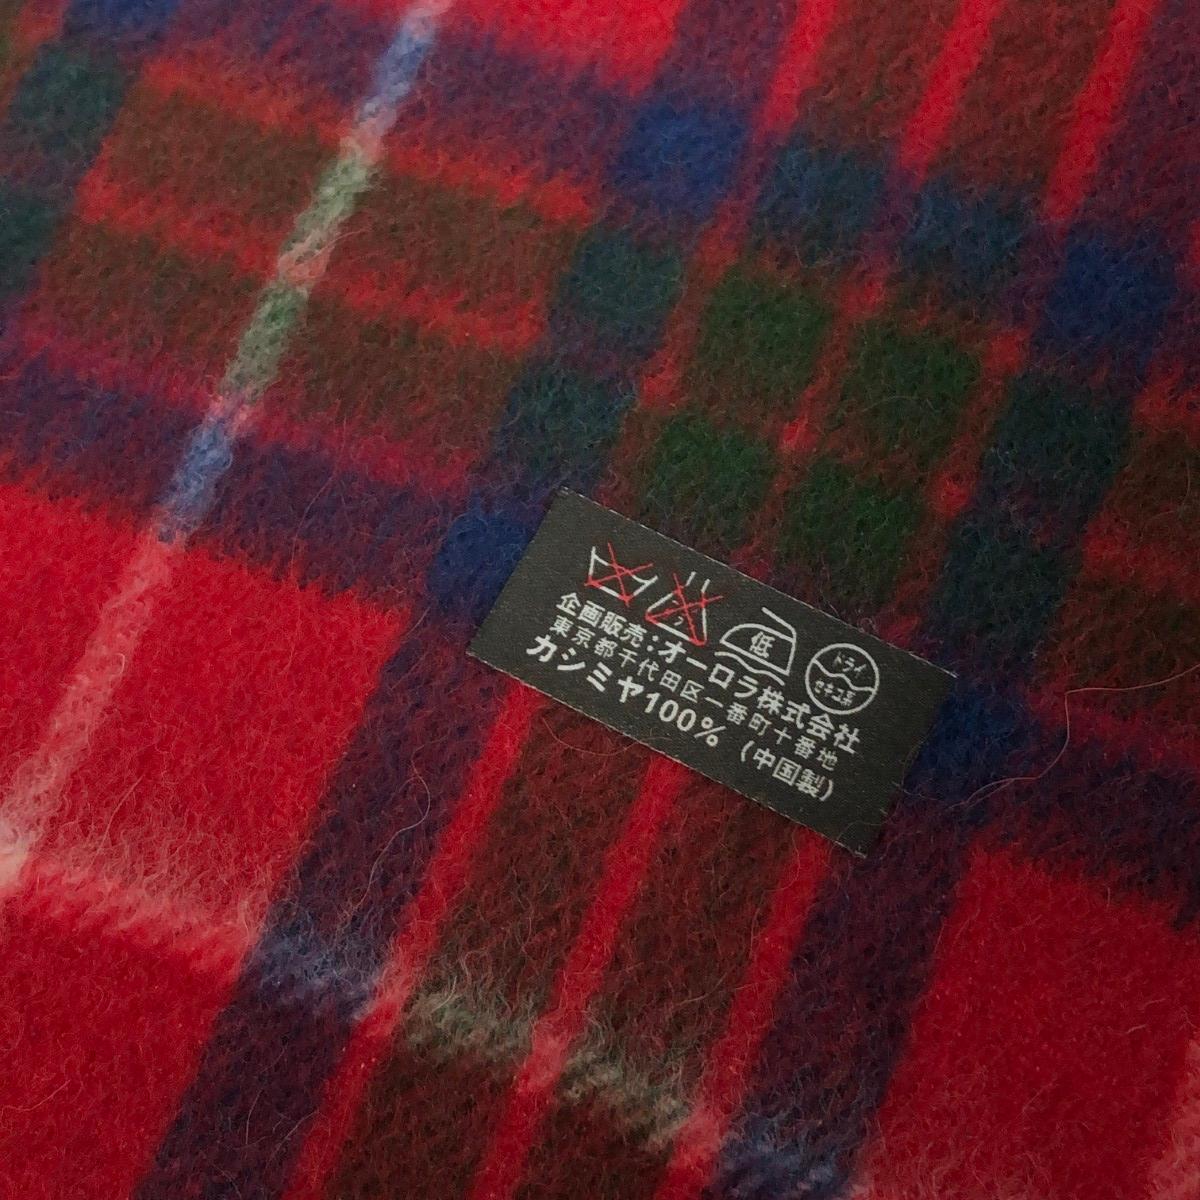 低
ドライ
セキユ系
企画販売：オーロラ株式会社
東京都千代田区一番町十番地
カシミヤ100％（中国製）